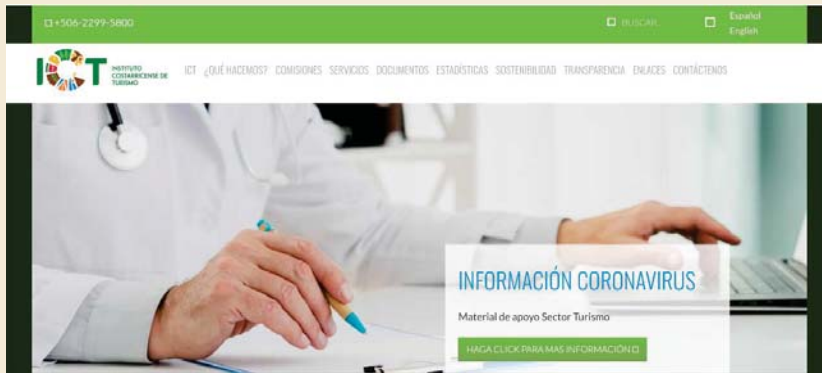 +506-2299-5800
BUSCAR...
Español
English
ICT
INSTITUTO
COSTARRICENSE DE
TURISMO
ICT ¿QUÉ HACEMOS? COMISIONES SERVICIOS DOCUMENTOS ESTADÍSTICAS SOSTENIBILIDAD TRANSPARENCIA ENLACES CONTÁCTENOS
INFORMACIÓN CORONAVIRUS
Material de apoyo Sector Turismo
HAGA CLICK PARA MAS INFORMACIÓN